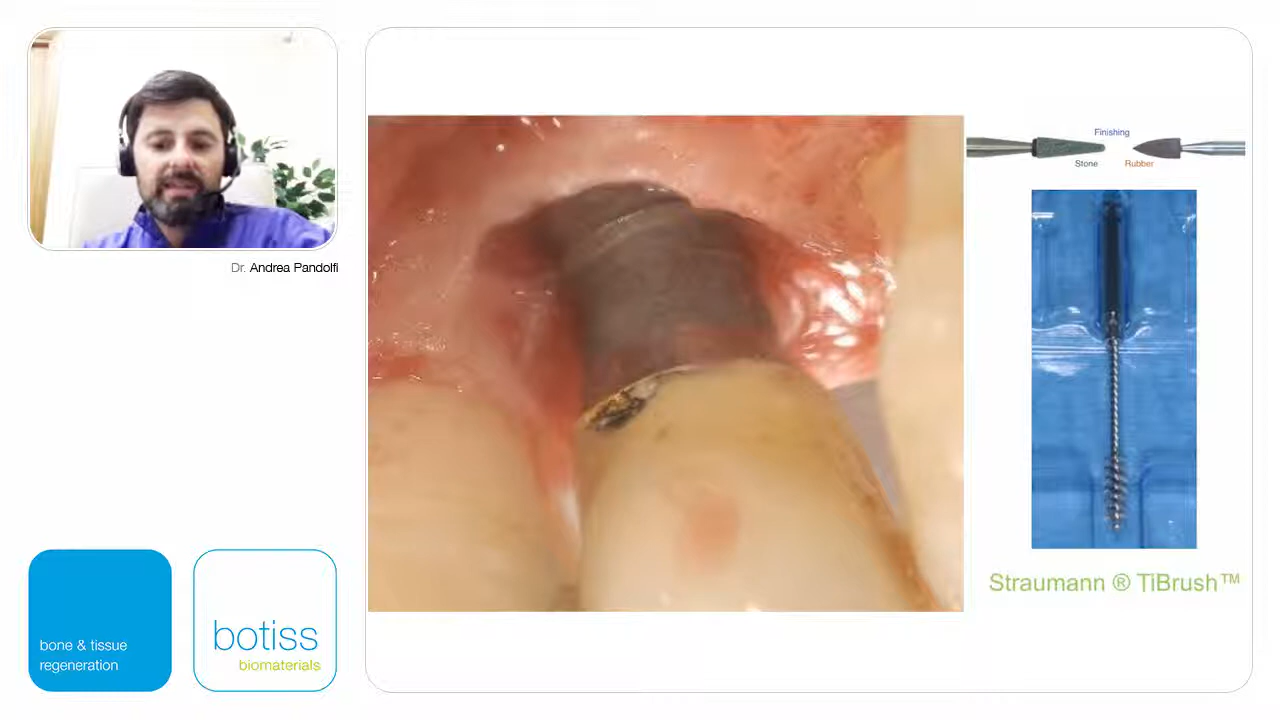 Dr. Andrea Pandolfi
bone & tissue
regeneration
botiss
biomaterials
Finishing
Stone
Rubber
Straumann ® TiBrush™